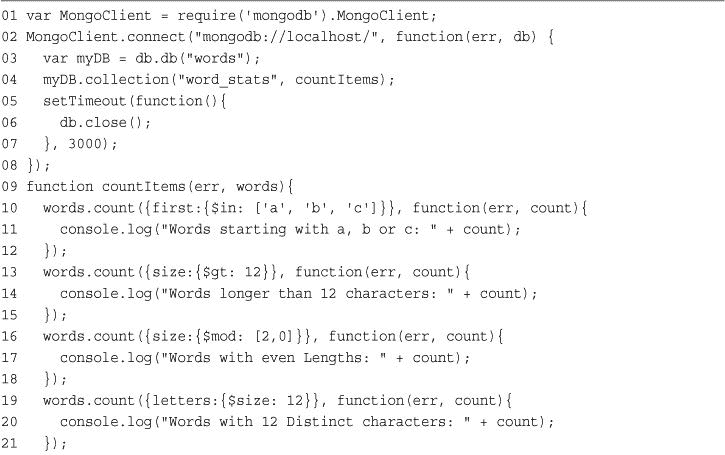 01 var MongoClient = require('mongodb').MongoClient;
02 MongoClient.connect("mongodb://localhost/", function(err, db) {
03   var myDB = db.db("words");
04   myDB.collection("word_stats", countItems);
05   setTimeout(function(){
06     db.close();
07   }, 3000);
08 });
09 function countItems(err, words){
10   words.count({first:{$in: ['a', 'b', 'c']}}, function(err, count){
11     console.log("Words starting with a, b or c: " + count);
12   });
13   words.count({size:{$gt: 12}}, function(err, count){
14     console.log("Words longer than 12 characters: " + count);
15   });
16   words.count({size:{$mod: [2,0]}}, function(err, count){
17     console.log("Words with even Lengths: " + count);
18   });
19   words.count({letters:{$size: 12}}, function(err, count){
20     console.log("Words with 12 Distinct characters: " + count);
21   });